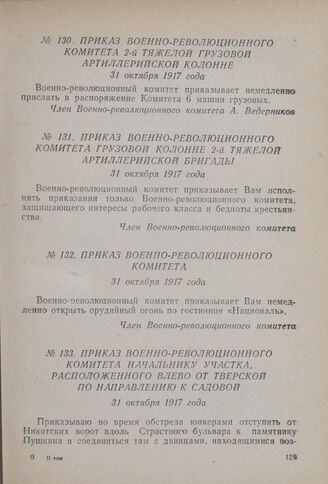 № 130. ПРИКАЗ ВОЕННО-РЕВОЛЮЦИОННОГО
КОМИТЕТА 2-й ТЯЖЕЛОЙ ГРУЗОВОЙ
АРТИЛЛЕРИЙСКОЙ КОЛОННЕ
31 октября 1917 года
Военно-революционный комитет приказывает немедленно
прислать в распоряжение Комитета 6 машин грузовых.
Член Военно-революционного комитета А. Ведерников
№ 131. ПРИКАЗ ВОЕННО-РЕВОЛЮЦИОННОГО
КОМИТЕТА ГРУЗОВОЙ КОЛОННЕ 2-й ТЯЖЕЛОЙ
АРТИЛЛЕРИЙСКОЙ БРИГАДЫ
31 октября 1917 года
Военно-революционный комитет приказывает Вам испол-
нять приказания только Военно-революционного комитета,
защищающего интересы рабочего класса и бедноты крестьян-
ства.
Член Военно-революционного комитета
№ 132. ПРИКАЗ ВОЕННО-РЕВОЛЮЦИОННОГО
КОМИТЕТА
31 октября 1917 года
Военно-революционный комитет приказывает Вам немед-
ленно открыть орудийный огонь по гостинице «Националь».
Член Военно-революционного комитета
№ 133. ПРИКАЗ ВОЕННО-РЕВОЛЮЦИОННОГО
КОМИТЕТА НАЧАЛЬНИКУ УЧАСТКА,
РАСПОЛОЖЕННОГО ВЛЕВО ОТ ТВЕРСКОЙ
ПО НАПРАВЛЕНИЮ К САДОВОЙ
31 октября 1917 года
Приказываю во время обстрела юнкерами отступить от
Никитских ворот вдоль Страстного бульвара к памятнику
Пушкина и соединиться там с двинцами, находящимися воз-
9 II том 129